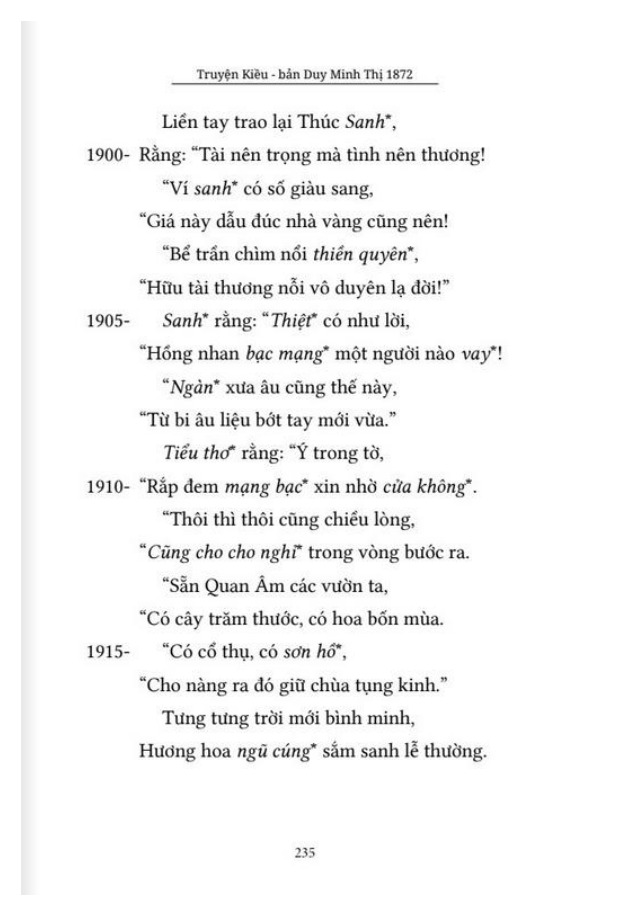 Truyện Kiều - bản Duy Minh Thị 1872
Liền tay trao lại Thúc Sanh*,
1900- Rằng: “Tài nên trọng mà tình nên thương!
“Ví sanh* có số giàu sang,
“Giá này dẫu đúc nhà vàng cũng nên!
“Bể trần chìm nổi thiền quyên*,
“Hữu tài thương nỗi vô duyên lạ đời!”
1905- Sanh* rằng: “Thiệt* có như lời,
“Hồng nhan bạc mạng* một người nào vay*!
“Ngàn* xưa âu cũng thế này,
“Từ bi âu liệu bớt tay mới vừa.”
Tiểu thơ* rằng: “Ý trong tờ,
1910- “Rắp đem mạng bạc* xin nhờ cửa không*.
“Thôi thì thôi cũng chiều lòng,
“Cũng cho cho nghỉ* trong vòng bước ra.
“Sẵn Quan Âm các vườn ta,
“Có cây trăm thước, có hoa bốn mùa.
1915- “Có cổ thụ, có sơn hồ*,
“Cho nàng ra đó giữ chùa tụng kinh.”
Tưng tưng trời mới bình minh,
Hương hoa ngũ cúng* sắm sanh lễ thường.
235